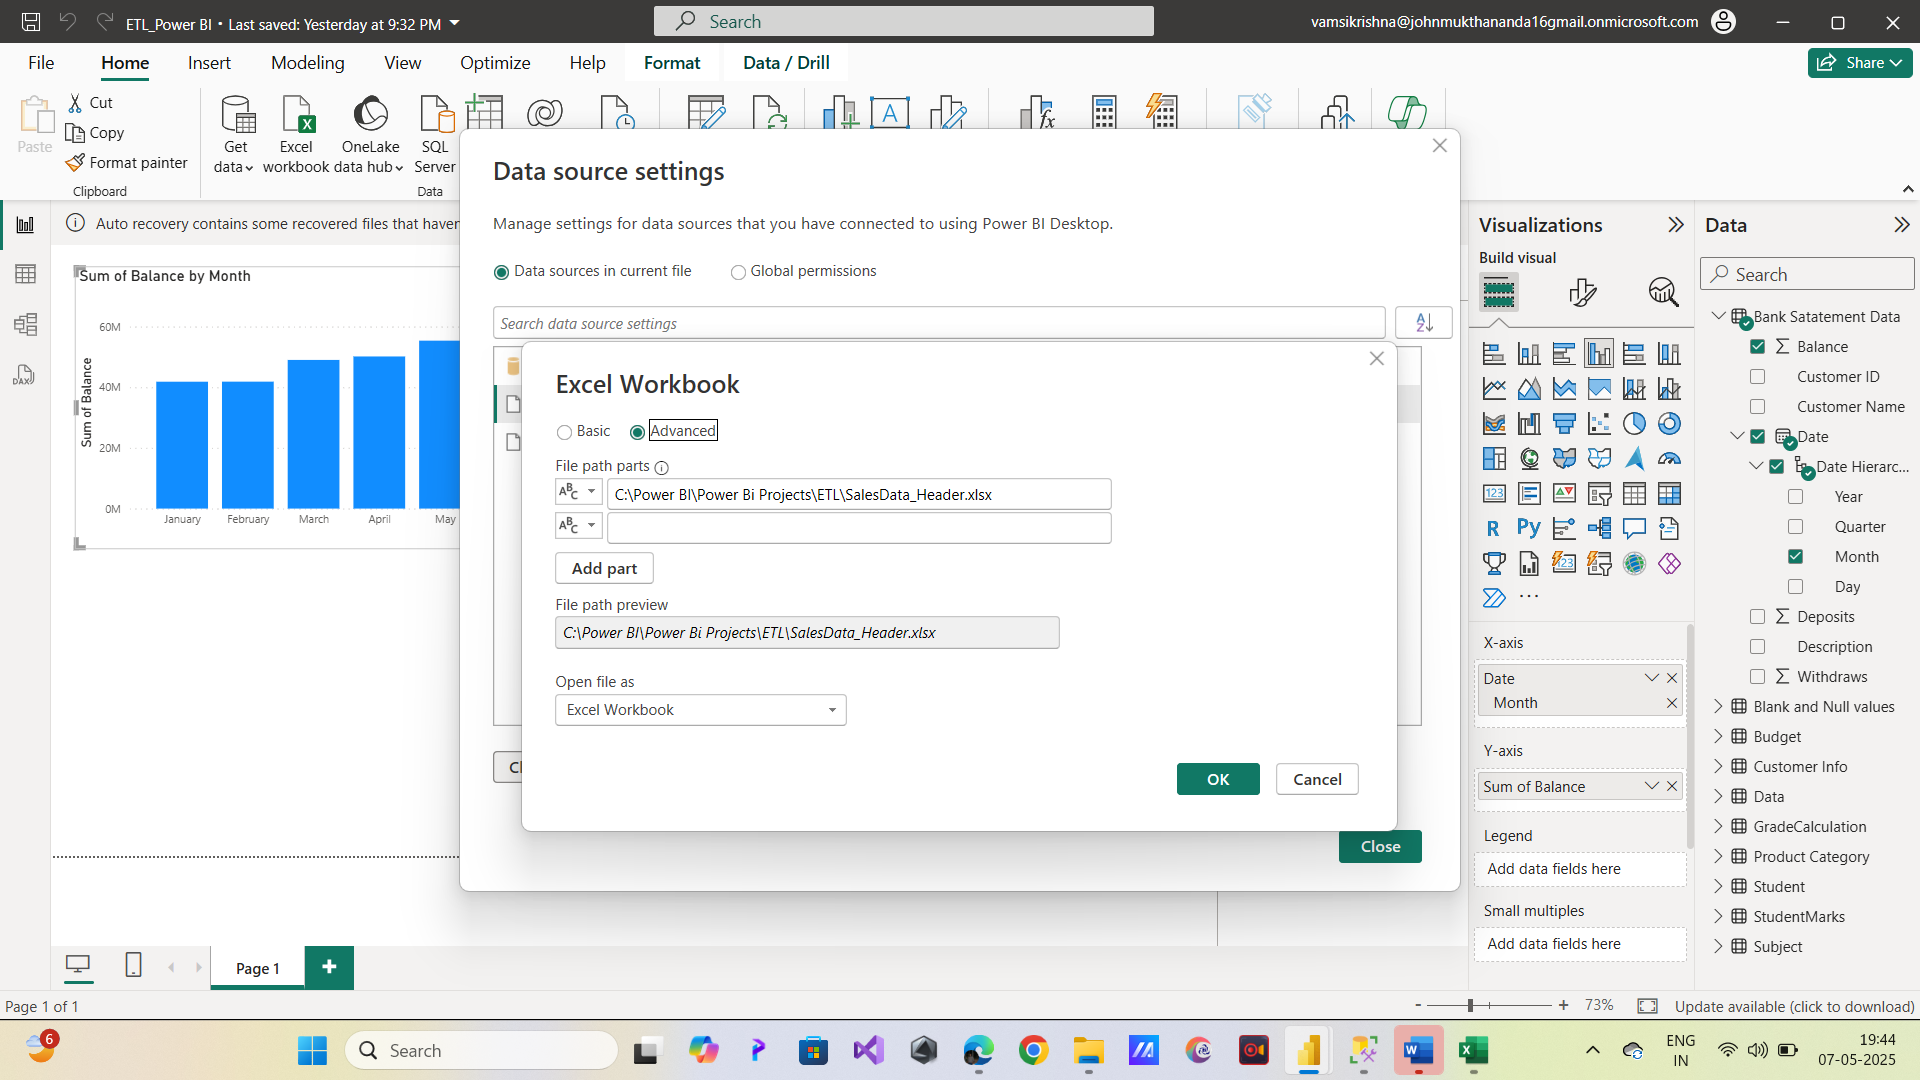 ETL_Power BI • Last saved: Yesterday at 9:32 PM
Search
vamsikrishna@johnmukthananda16gmail.onmicrosoft.com
File
Home
Insert
Modeling
View
Optimize
Help
Format
Data / Drill
Share
Paste
Cut
Copy
Format painter
Clipboard
Get data
Excel workbook
OneLake data hub
SQL Server
Data
Auto recovery contains some recovered files that haven
Sum of Balance by Month
Sum of Balance
60M
40M
20M
0M
January
February
March
April
May
Data source settings
Manage settings for data sources that you have connected to using Power BI Desktop.
Data sources in current file
Global permissions
Search data source settings
Excel Workbook
Basic
Advanced
File path parts
ABC
C:\Power BI\Power Bi Projects\ETL\SalesData_Header.xlsx
ABC
Add part
File path preview
C:\Power BI\Power Bi Projects\ETL\SalesData_Header.xlsx
Open file as
Excel Workbook
OK
Cancel
Close
Visualizations
Build visual
X-axis
Date
Month
Y-axis
Sum of Balance
Legend
Add data fields here
Small multiples
Add data fields here
Data
Search
Bank Satatement Data
Balance
Customer ID
Customer Name
Date
Date Hierarc...
Year
Quarter
Month
Day
Deposits
Description
Withdraws
Blank and Null values
Budget
Customer Info
Data
GradeCalculation
Product Category
Student
StudentMarks
Subject
Page 1
Page 1 of 1
73%
Update available (click to download)
6
Search
ENG
IN
19:44
07-05-2025